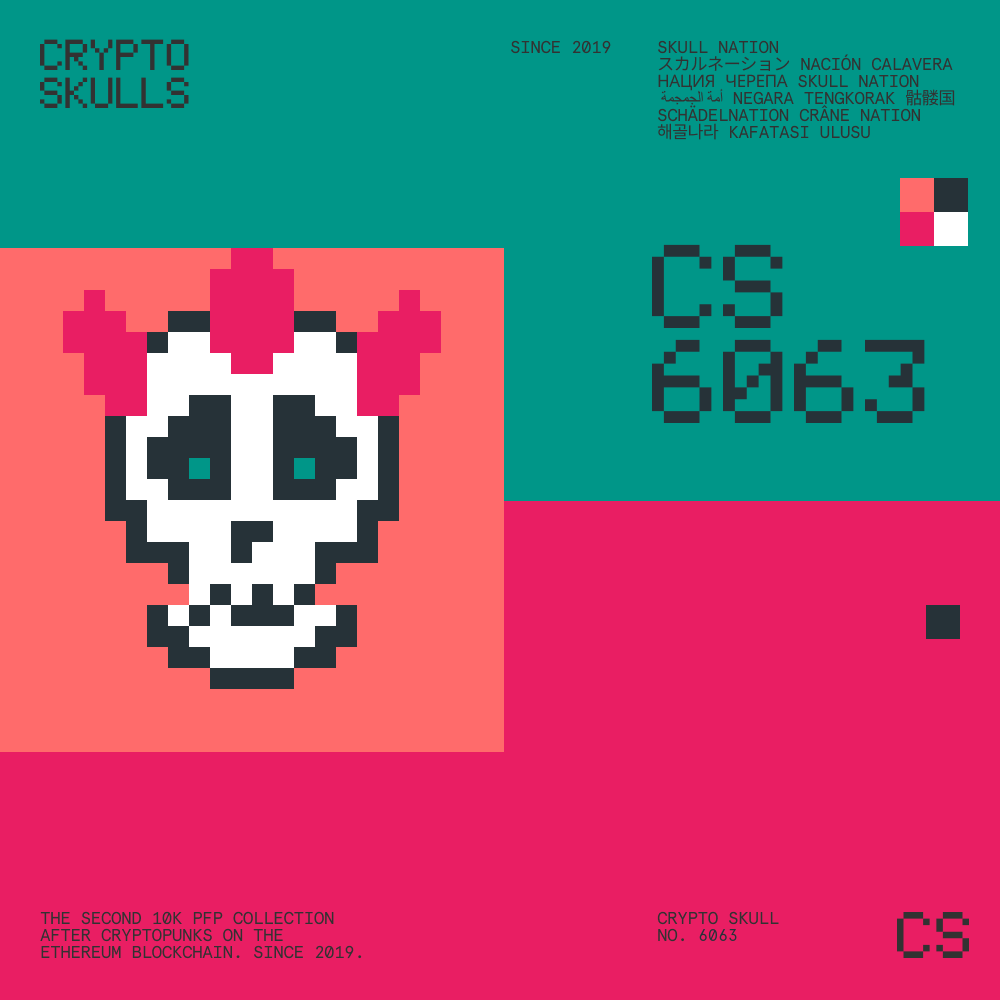 CRYPTO
SKULLS
SINCE 2019
SKULL NATION
スカルネーション NACIÓN CALAVERA
НАЦИЯ ЧЕРЕПА SKULL NATION
أمة الجمجمة NEGARA TENGKORAK 骷髅国
SCHÄDELNATION CRÂNE NATION
해골나라 KAFATASI ULUSU
CS
6063
THE SECOND 10K PFP COLLECTION
AFTER CRYPTOPUNKS ON THE
ETHEREUM BLOCKCHAIN. SINCE 2019.
CRYPTO SKULL
NO. 6063
CS